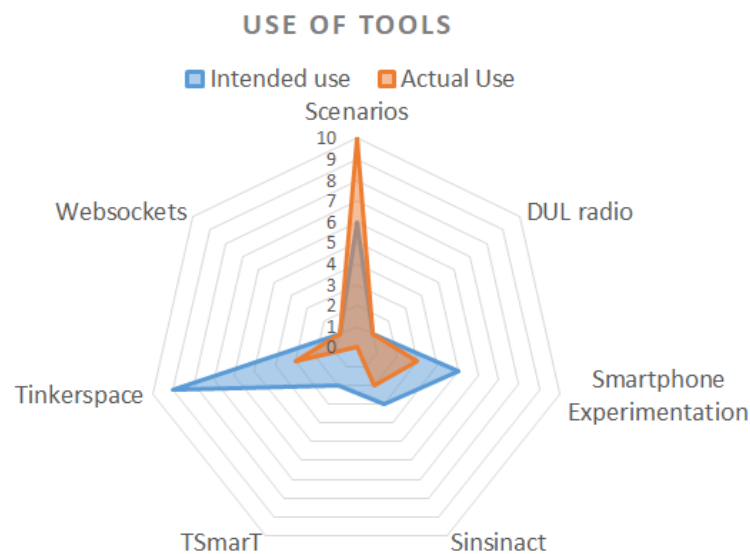 USE OF TOOLS
Intended use Actual Use
Scenarios
10
9
8
7
6
5
4
3
2
1
0
Websockets
DUL radio
Tinkerspace
Smartphone
Experimentation
TSmarT
Sinsinact